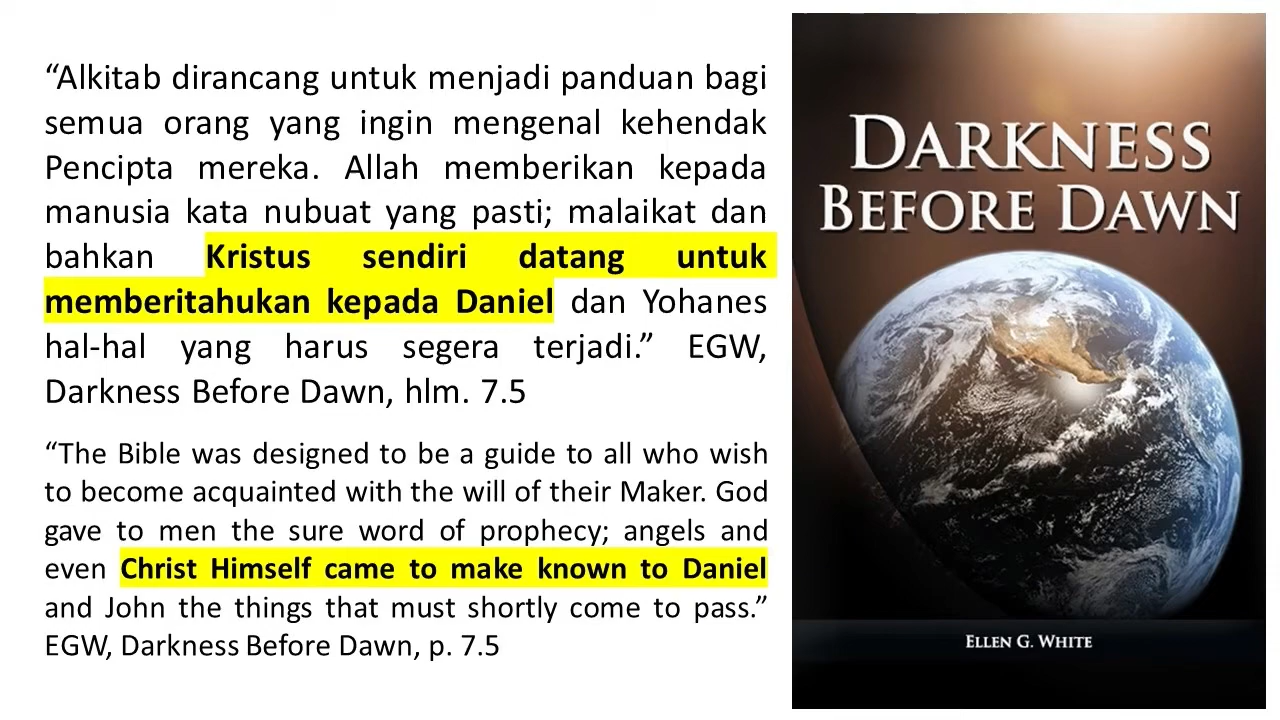 “Alkitab dirancang untuk menjadi panduan bagi
semua orang yang ingin mengenal kehendak
Pencipta mereka. Allah memberikan kepada
manusia kata nubuat yang pasti; malaikat dan
bahkan Kristus sendiri datang untuk
memberitahukan kepada Daniel dan Yohanes
hal-hal yang harus segera terjadi.” EGW,
Darkness Before Dawn, hlm. 7.5
“The Bible was designed to be a guide to all who wish
to become acquainted with the will of their Maker. God
gave to men the sure word of prophecy; angels and
even Christ Himself came to make known to Daniel
and John the things that must shortly come to pass.”
EGW, Darkness Before Dawn, p. 7.5
DARKNESS
BEFORE DAWN
ELLEN G. WHITE